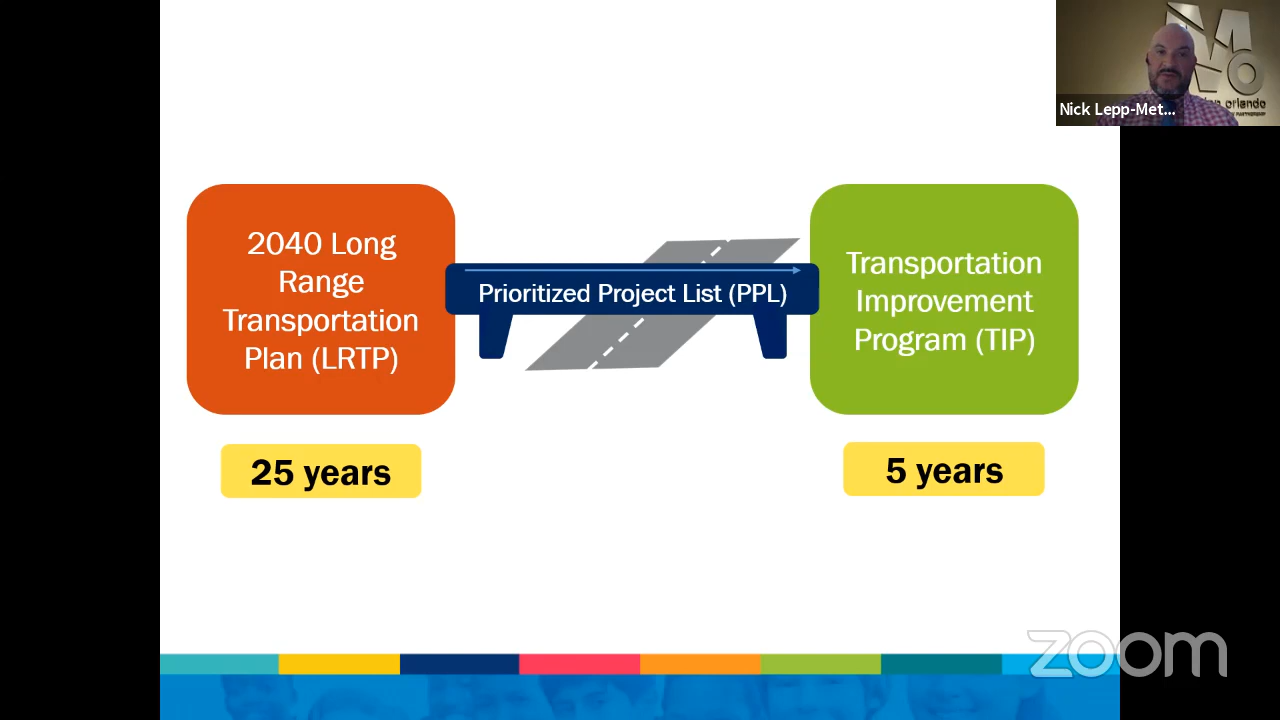 Nick Lepp-Met...
orlando
2040 Long
Range
Transportation
Plan (LRTP)
Prioritized Project List (PPL)
Transportation
Improvement
Program (TIP)
25 years
5 years
zoom